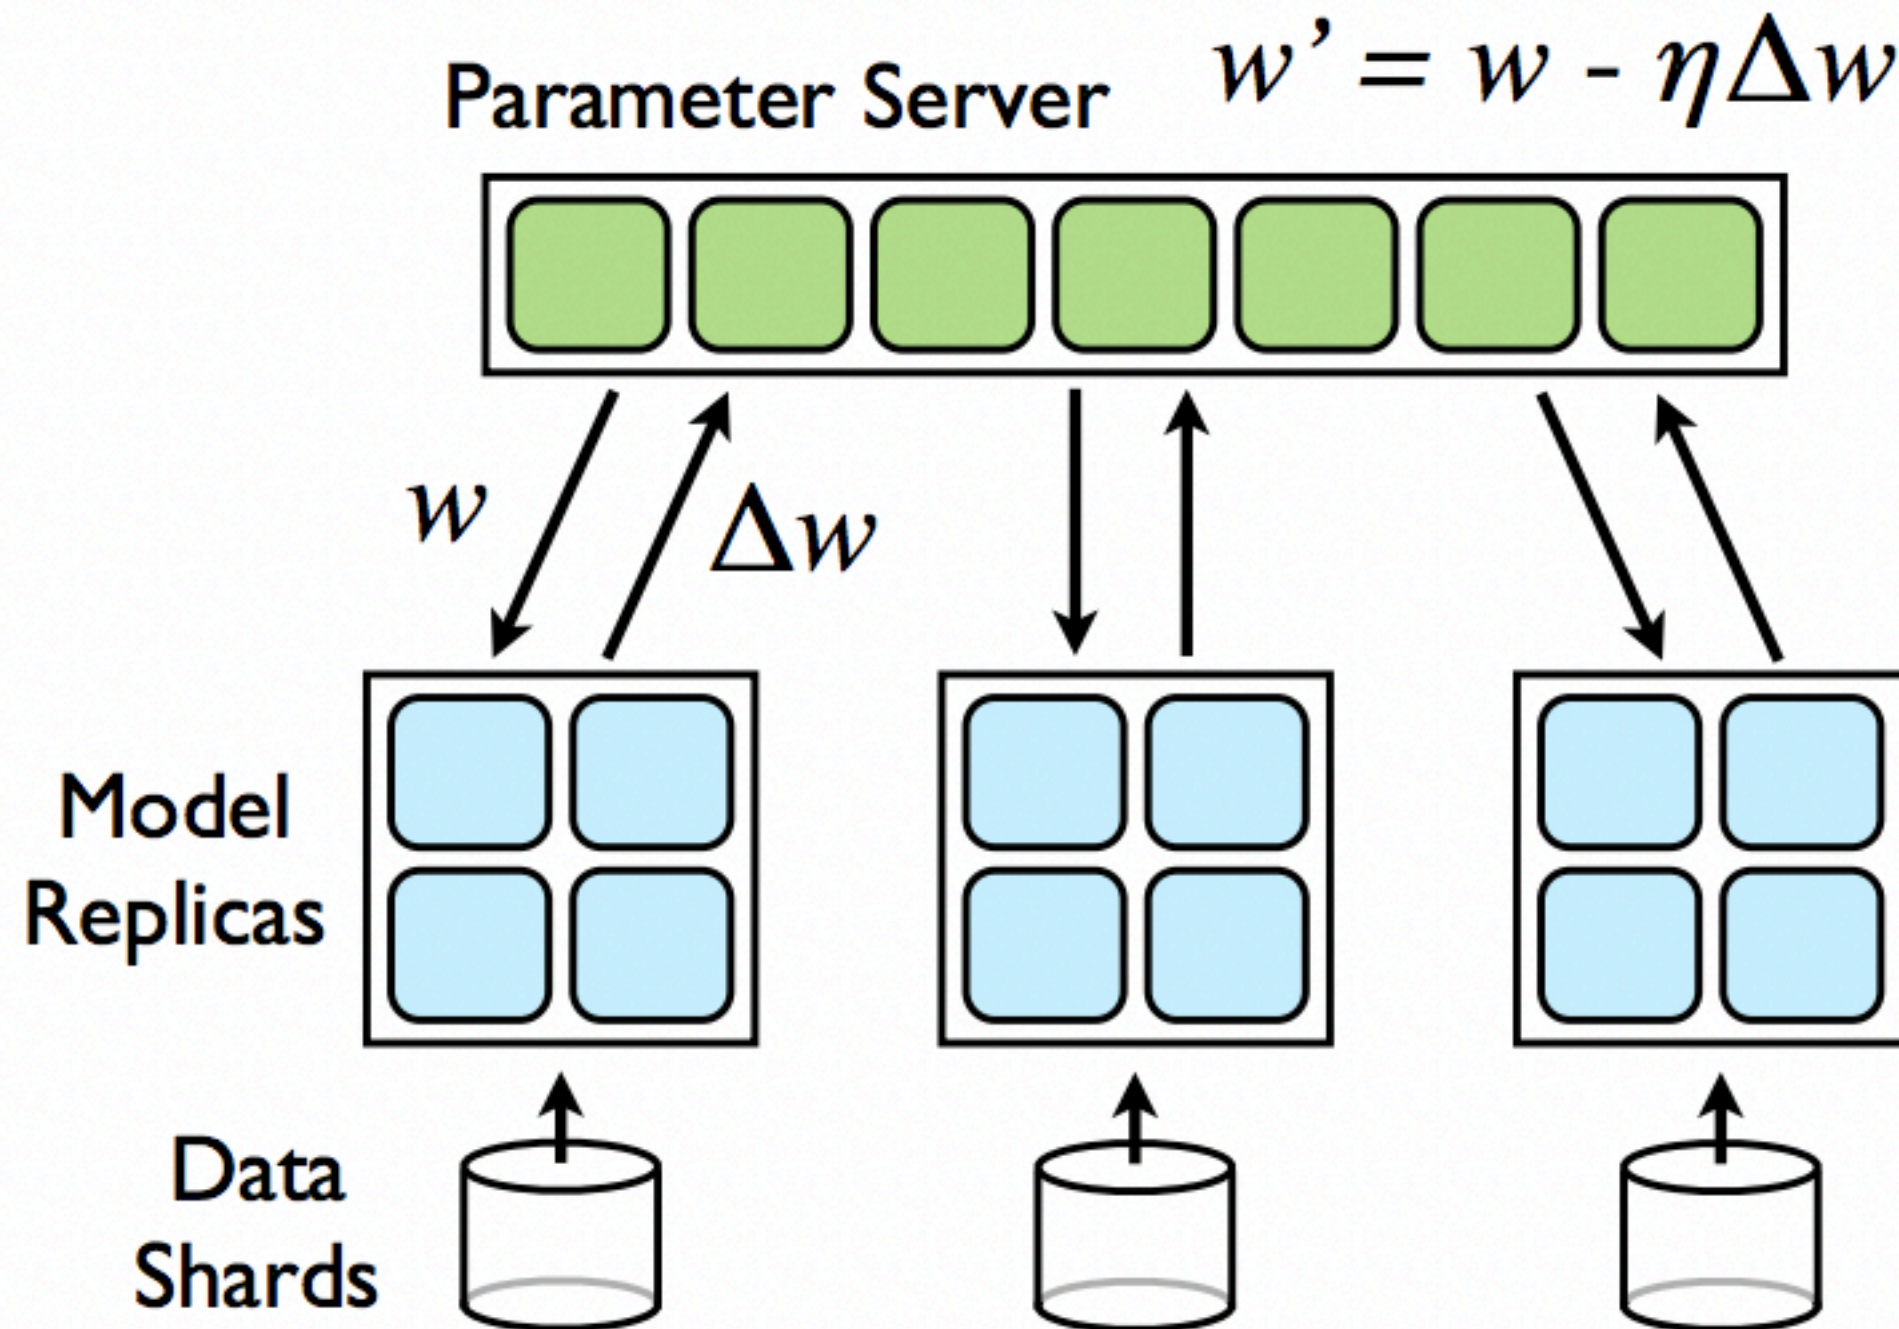 Parameter Server
w’ = w - ηΔw
w
Δw
Model
Replicas
Data
Shards